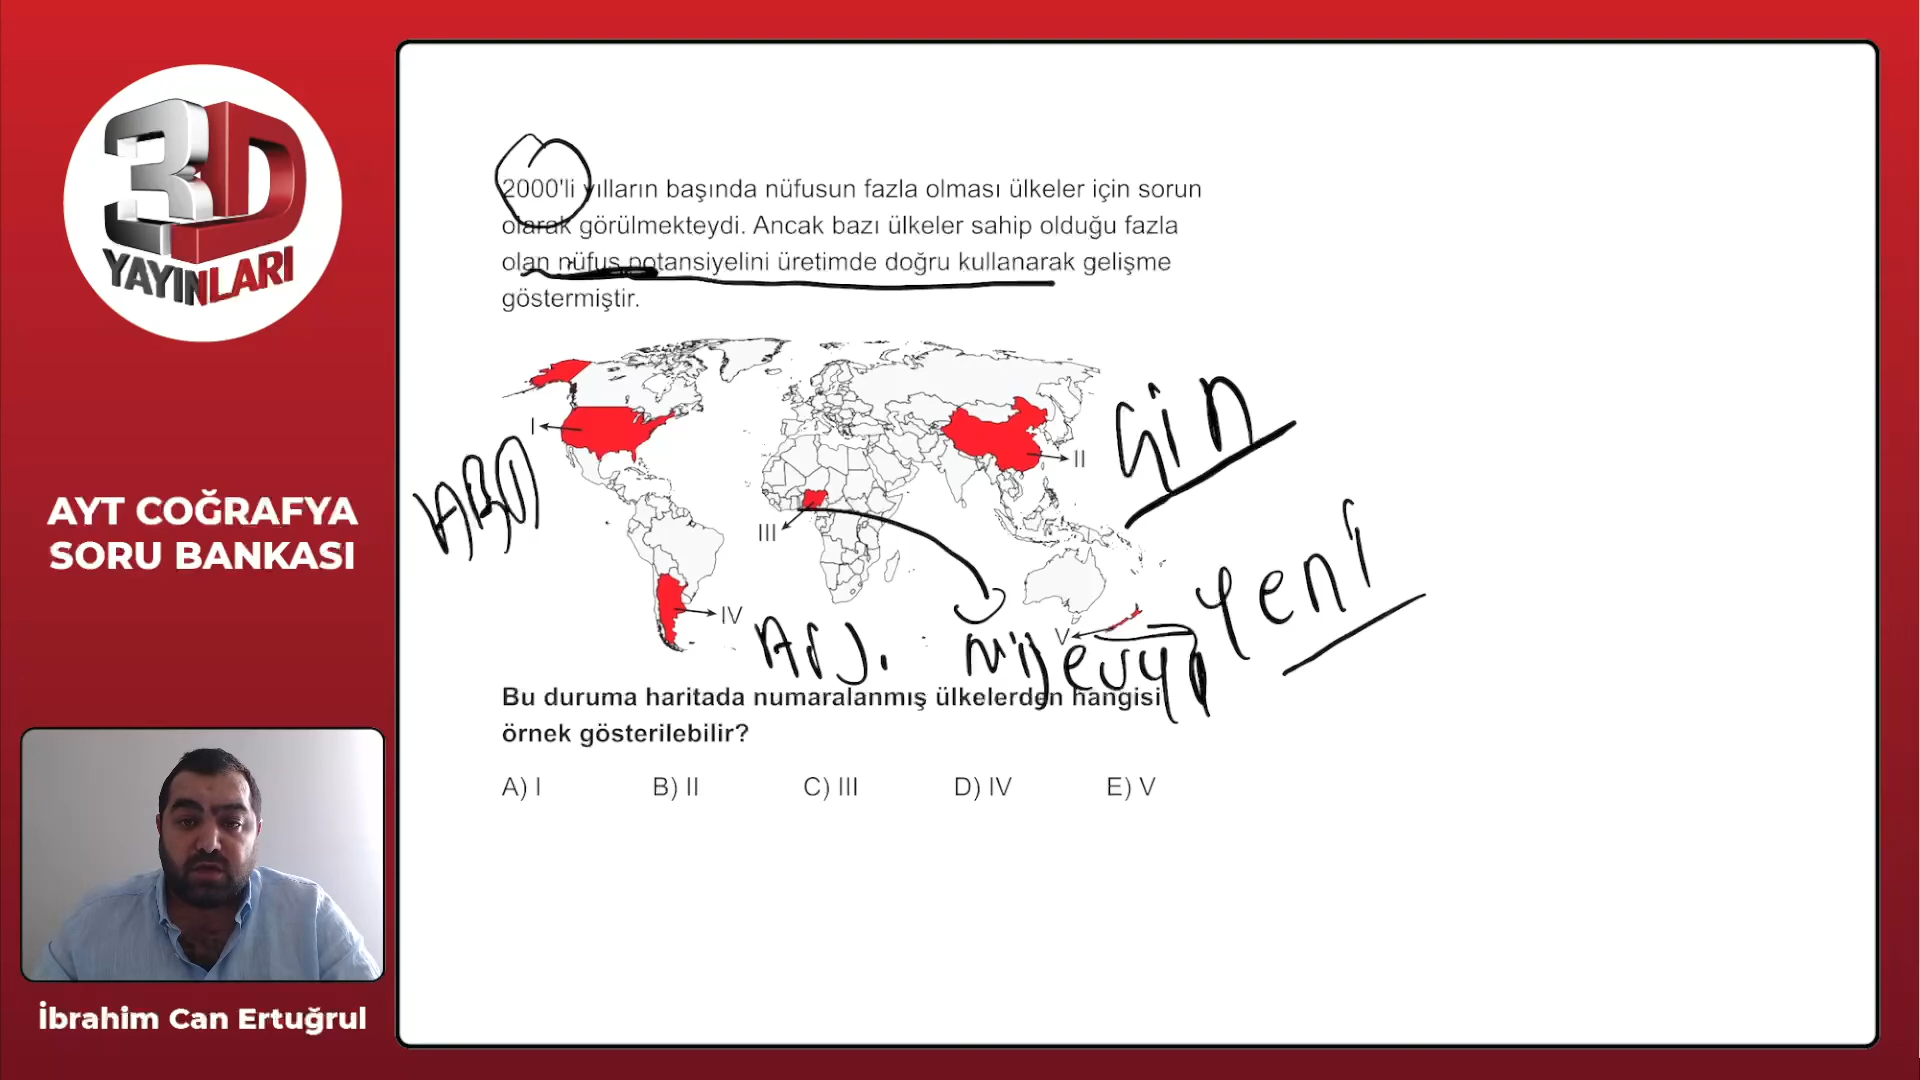 3D
YAYINLARI
AYT COĞRAFYA
SORU BANKASI
İbrahim Can Ertuğrul
2000'li yılların başında nüfusun fazla olması ülkeler için sorun
olarak görülmekteydi. Ancak bazı ülkeler sahip olduğu fazla
olan nüfus potansiyelini üretimde doğru kullanarak gelişme
göstermiştir.
I
II
III
IV
V
ABD
Çin
Yeni
Arj.
Nijerya
Bu duruma haritada numaralanmış ülkelerden hangisi
örnek gösterilebilir?
A) I B) II C) III D) IV E) V